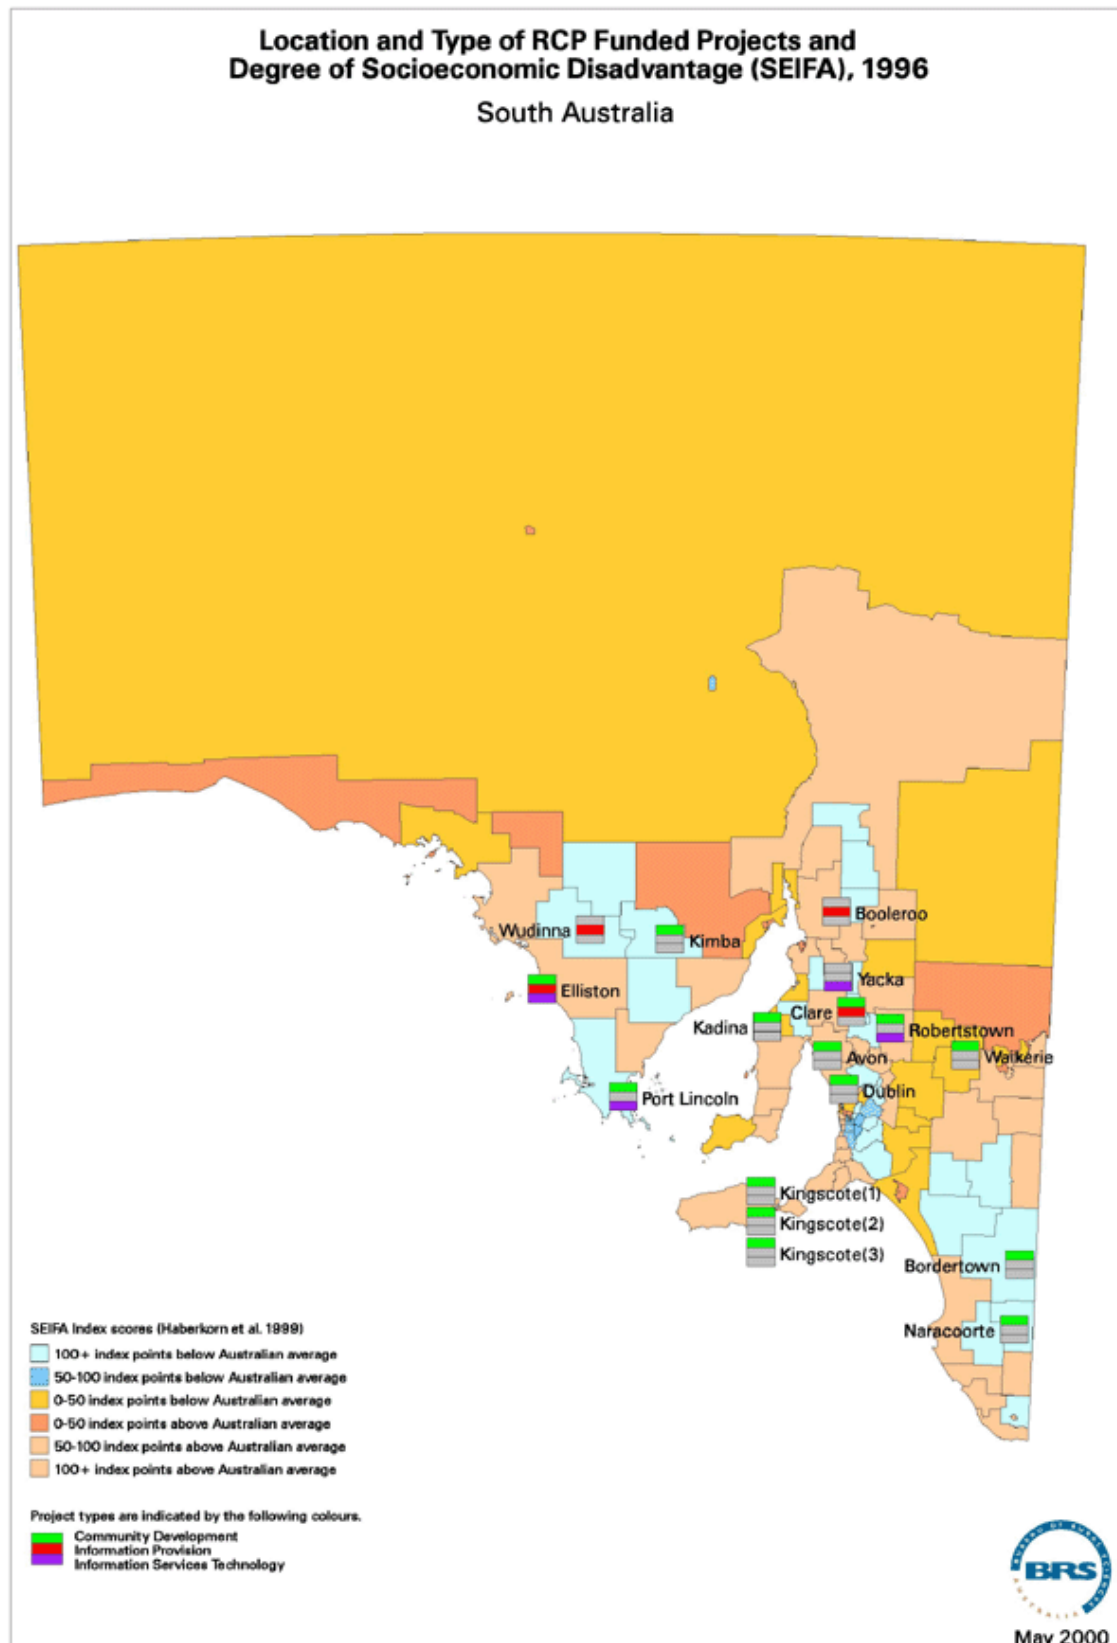 Location and Type of RCP Funded Projects and
Degree of Socioeconomic Disadvantage (SEIFA), 1996
South Australia
Booleroo
Wudinna
Kimba
Yacka
Elliston
Clare
Kadina
Robertstown
Avon
Waikerie
Dublin
Port Lincoln
Kingscote(1)
Kingscote(2)
Kingscote(3)
Bordertown
Naracoorte
SEIFA Index scores (Haberkorn et al. 1999)
100+ index points below Australian average
50-100 index points below Australian average
0-50 index points below Australian average
0-50 index points above Australian average
50-100 index points above Australian average
100+ index points above Australian average
Project types are indicated by the following colours.
Community Development
Information Provision
Information Services Technology
BUREAU OF RURAL SCIENCES
BRS
AUSTRALIA
May 2000